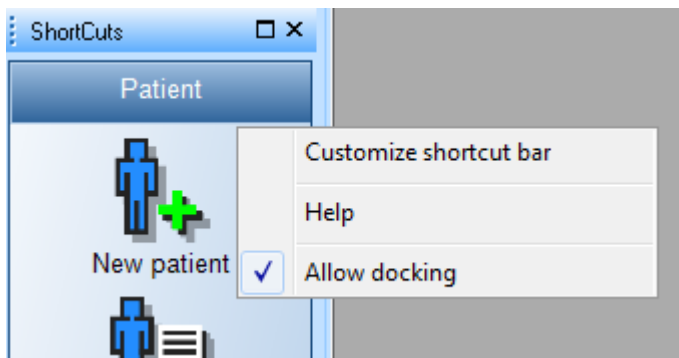 ShortCuts
Patient
Customize shortcut bar
Help
New patient
Allow docking